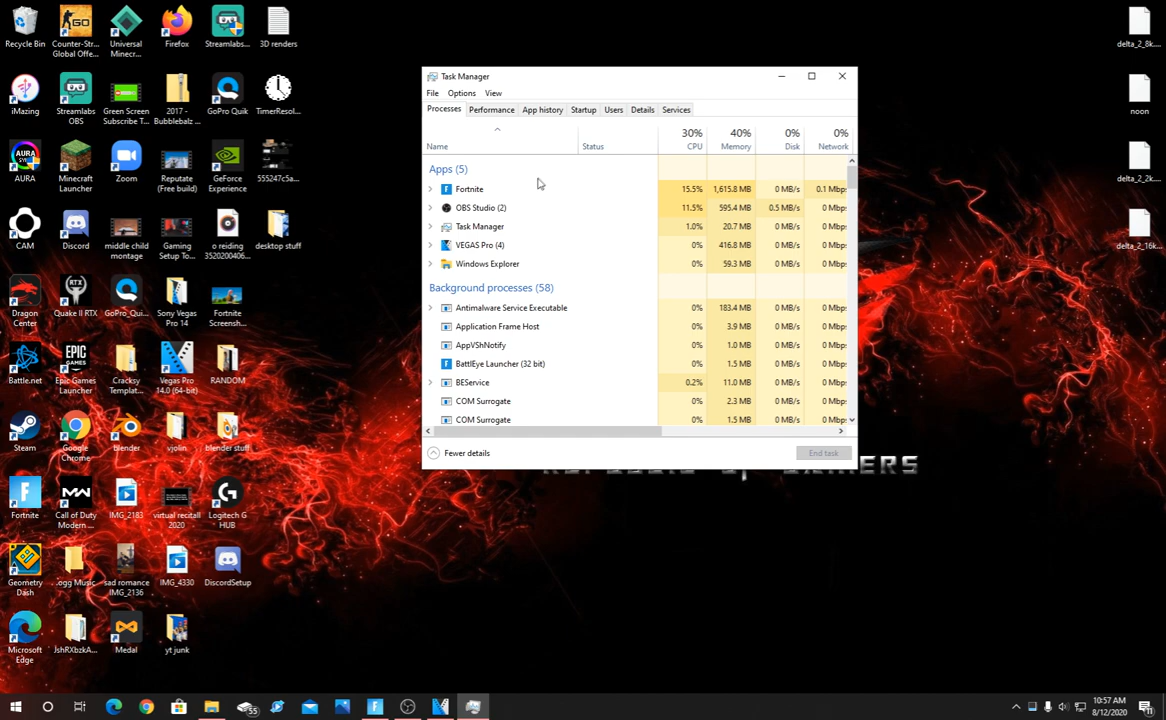 Recycle Bin
Counter-Str...
Global Offe...
Universal
Minecr...
Firefox
Streamlabs...
3D renders
iMazing
Streamlabs
OBS
Green Screen
Subscribe T...
2017 -
Bubblebalz ...
GoPro Quik
TimerResol...
AURA
Minecraft
Launcher
Zoom
Reputate
(Free build)
GeForce
Experience
555247c5a...
CAM
Discord
middle child
montage
Gaming
Setup To...
o reiding
3520200406...
desktop stuff
Dragon
Center
Quake II RTX
GoPro_Qui...
Sony Vegas
Pro 14
Fortnite
Screensh...
Battle.net
Epic Games
Launcher
Cracksy
Templat...
Vegas Pro
14.0 (64-bit)
RANDOM
Steam
Google
Chrome
blender
vjolin
blender stuff
Fortnite
Call of Duty
Modern ...
IMG_2183
virtual recitall
2020
Logitech G
HUB
Geometry
Dash
.ogg Music
sad romance
IMG_2136
IMG_4330
DiscordSetup
Microsoft
Edge
JshRXbzkA...
Medal
yt junk
delta_2_8k....
noon
delta_2_2k....
delta_2_16k...
Task Manager
File Options View
Processes Performance App history Startup Users Details Services
30% 40% 0% 0%
Name Status CPU Memory Disk Network
Apps (5)
Fortnite 15.5% 1,615.8 MB 0 MB/s 0.1 Mbps
OBS Studio (2) 11.5% 595.4 MB 0.5 MB/s 0 Mbps
Task Manager 1.0% 20.7 MB 0 MB/s 0 Mbps
VEGAS Pro (4) 0% 416.8 MB 0 MB/s 0 Mbps
Windows Explorer 0% 59.3 MB 0 MB/s 0 Mbps
Background processes (58)
Antimalware Service Executable 0% 183.4 MB 0 MB/s 0 Mbps
Application Frame Host 0% 3.9 MB 0 MB/s 0 Mbps
AppVShNotify 0% 1.0 MB 0 MB/s 0 Mbps
BattlEye Launcher (32 bit) 0% 1.5 MB 0 MB/s 0 Mbps
BEService 0.2% 11.0 MB 0 MB/s 0 Mbps
COM Surrogate 0% 2.3 MB 0 MB/s 0 Mbps
COM Surrogate 0% 1.5 MB 0 MB/s 0 Mbps
Fewer details End task
55
10:57 AM
8/12/2020
11